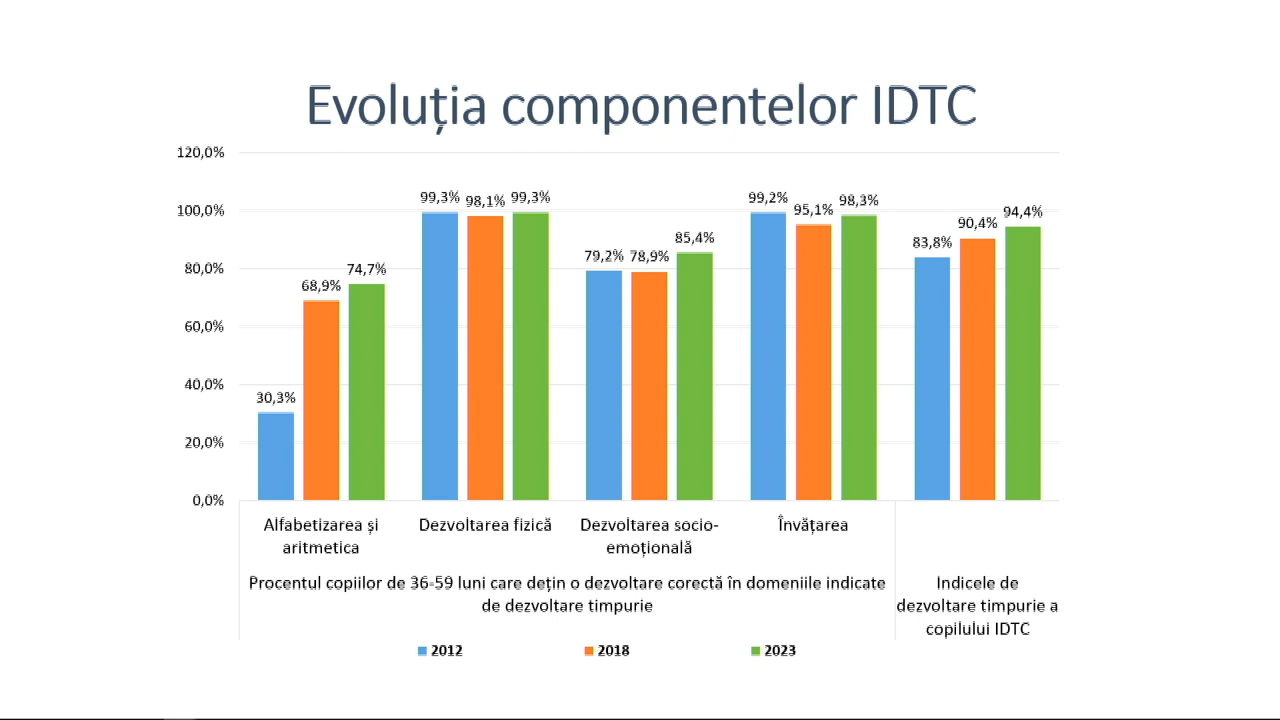 Evoluția componentelor IDTC
120,0%
100,0%
80,0%
60,0%
40,0%
20,0%
0,0%
30,3%
68,9%
74,7%
99,3%
98,1%
99,3%
79,2%
78,9%
85,4%
99,2%
95,1%
98,3%
83,8%
90,4%
94,4%
Alfabetizarea și
aritmetica
Dezvoltarea fizică
Dezvoltarea socio-
emoțională
Învățarea
Procentul copiilor de 36-59 luni care dețin o dezvoltare corectă în domeniile indicate
de dezvoltare timpurie
Indicele de
dezvoltare timpurie a
copilului IDTC
2012
2018
2023